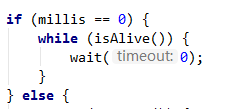 if (millis == 0) {
while (isAlive()) {
wait( timeout: 0);
}
} else {